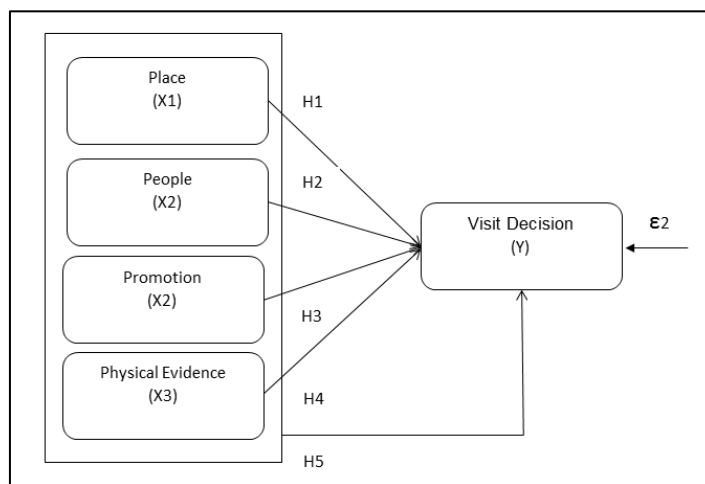 Place
(X1)
H1
People
(X2)
H2
Visit Decision
(Y)
ε2
Promotion
(X2)
H3
Physical Evidence
(X3)
H4
H5